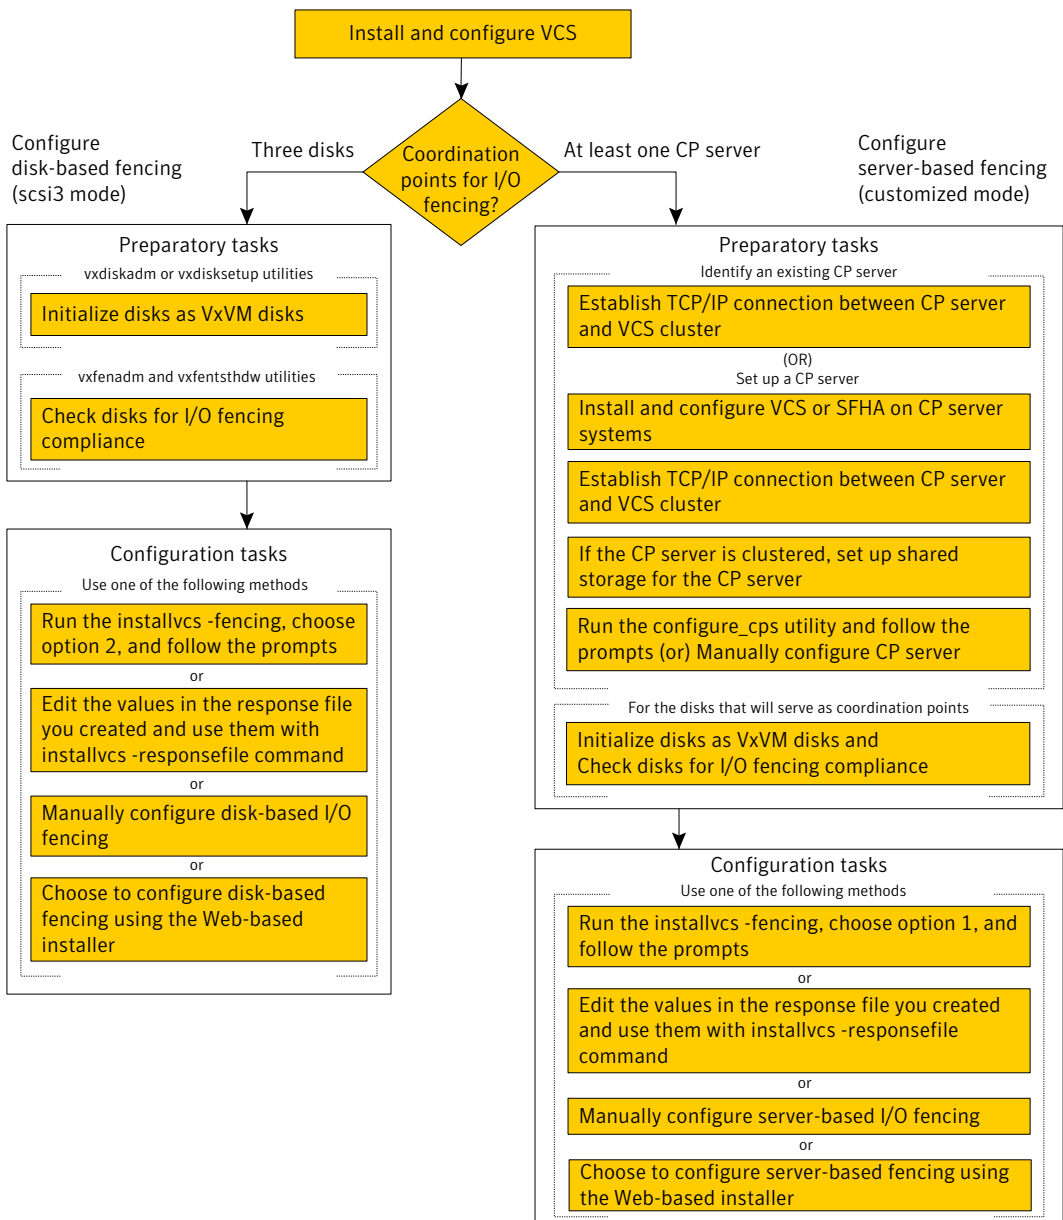 Install and configure VCS
Configure
disk-based fencing
(scsi3 mode)
Three disks
Coordination
points for I/O
fencing?
At least one CP server
Configure
server-based fencing
(customized mode)
Preparatory tasks
vxdiskadm or vxdisksetup utilities
Initialize disks as VxVM disks
vxfenadm and vxfentsthdw utilities
Check disks for I/O fencing
compliance
Configuration tasks
Use one of the following methods
Run the installvcs -fencing, choose
option 2, and follow the prompts
or
Edit the values in the response file
you created and use them with
installvcs -responsefile command
or
Manually configure disk-based I/O
fencing
or
Choose to configure disk-based
fencing using the Web-based
installer
Preparatory tasks
Identify an existing CP server
Establish TCP/IP connection between CP server
and VCS cluster
(OR)
Set up a CP server
Install and configure VCS or SFHA on CP server
systems
Establish TCP/IP connection between CP server
and VCS cluster
If the CP server is clustered, set up shared
storage for the CP server
Run the configure_cps utility and follow the
prompts (or) Manually configure CP server
For the disks that will serve as coordination points
Initialize disks as VxVM disks and
Check disks for I/O fencing compliance
Configuration tasks
Use one of the following methods
Run the installvcs -fencing, choose option 1, and
follow the prompts
or
Edit the values in the response file you created
and use them with installvcs -responsefile
command
or
Manually configure server-based I/O fencing
or
Choose to configure server-based fencing using
the Web-based installer